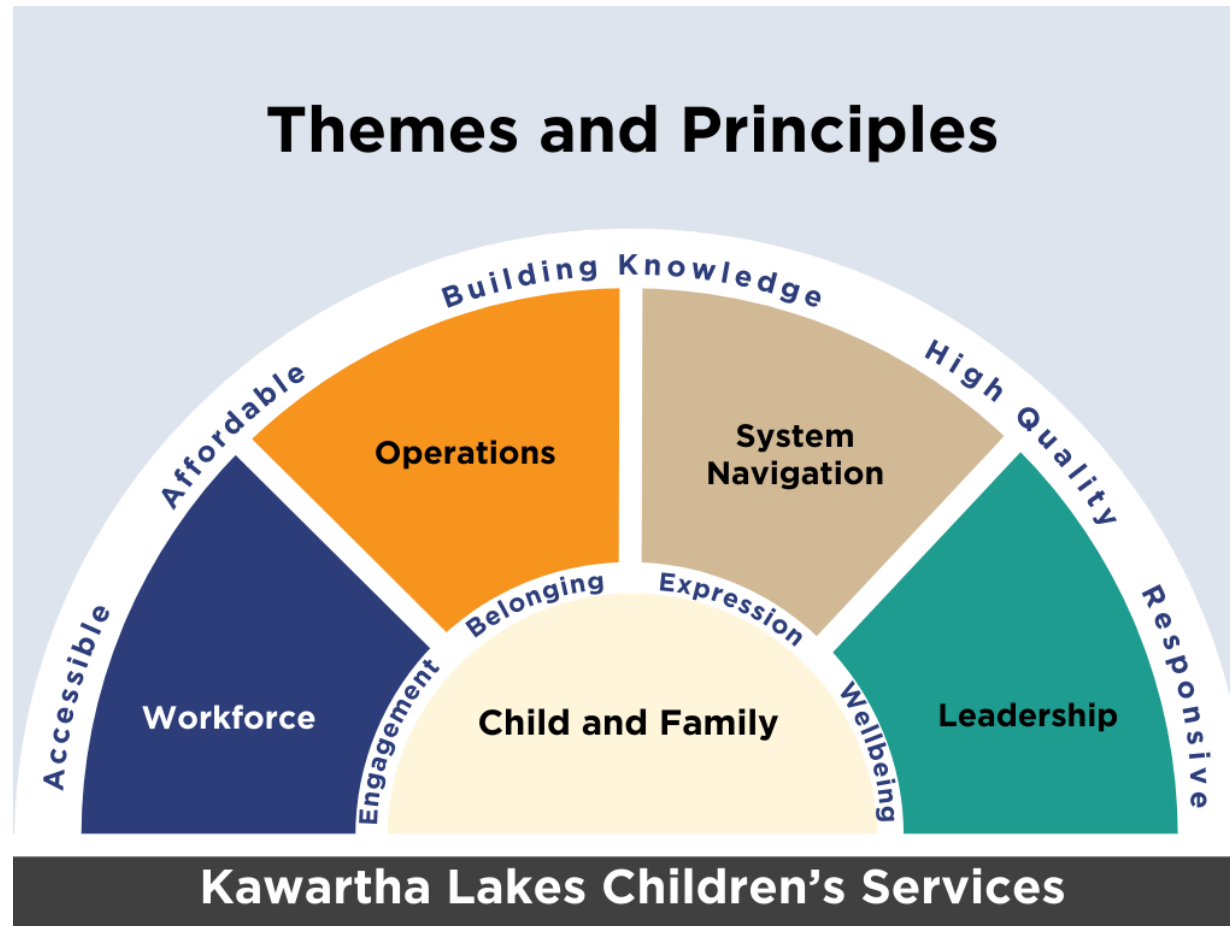 Themes and Principles
Accessible
Affordable
Building Knowledge
High Quality
Responsive
Workforce
Operations
System
Navigation
Leadership
Engagement
Belonging
Expression
Wellbeing
Child and Family
Kawartha Lakes Children’s Services